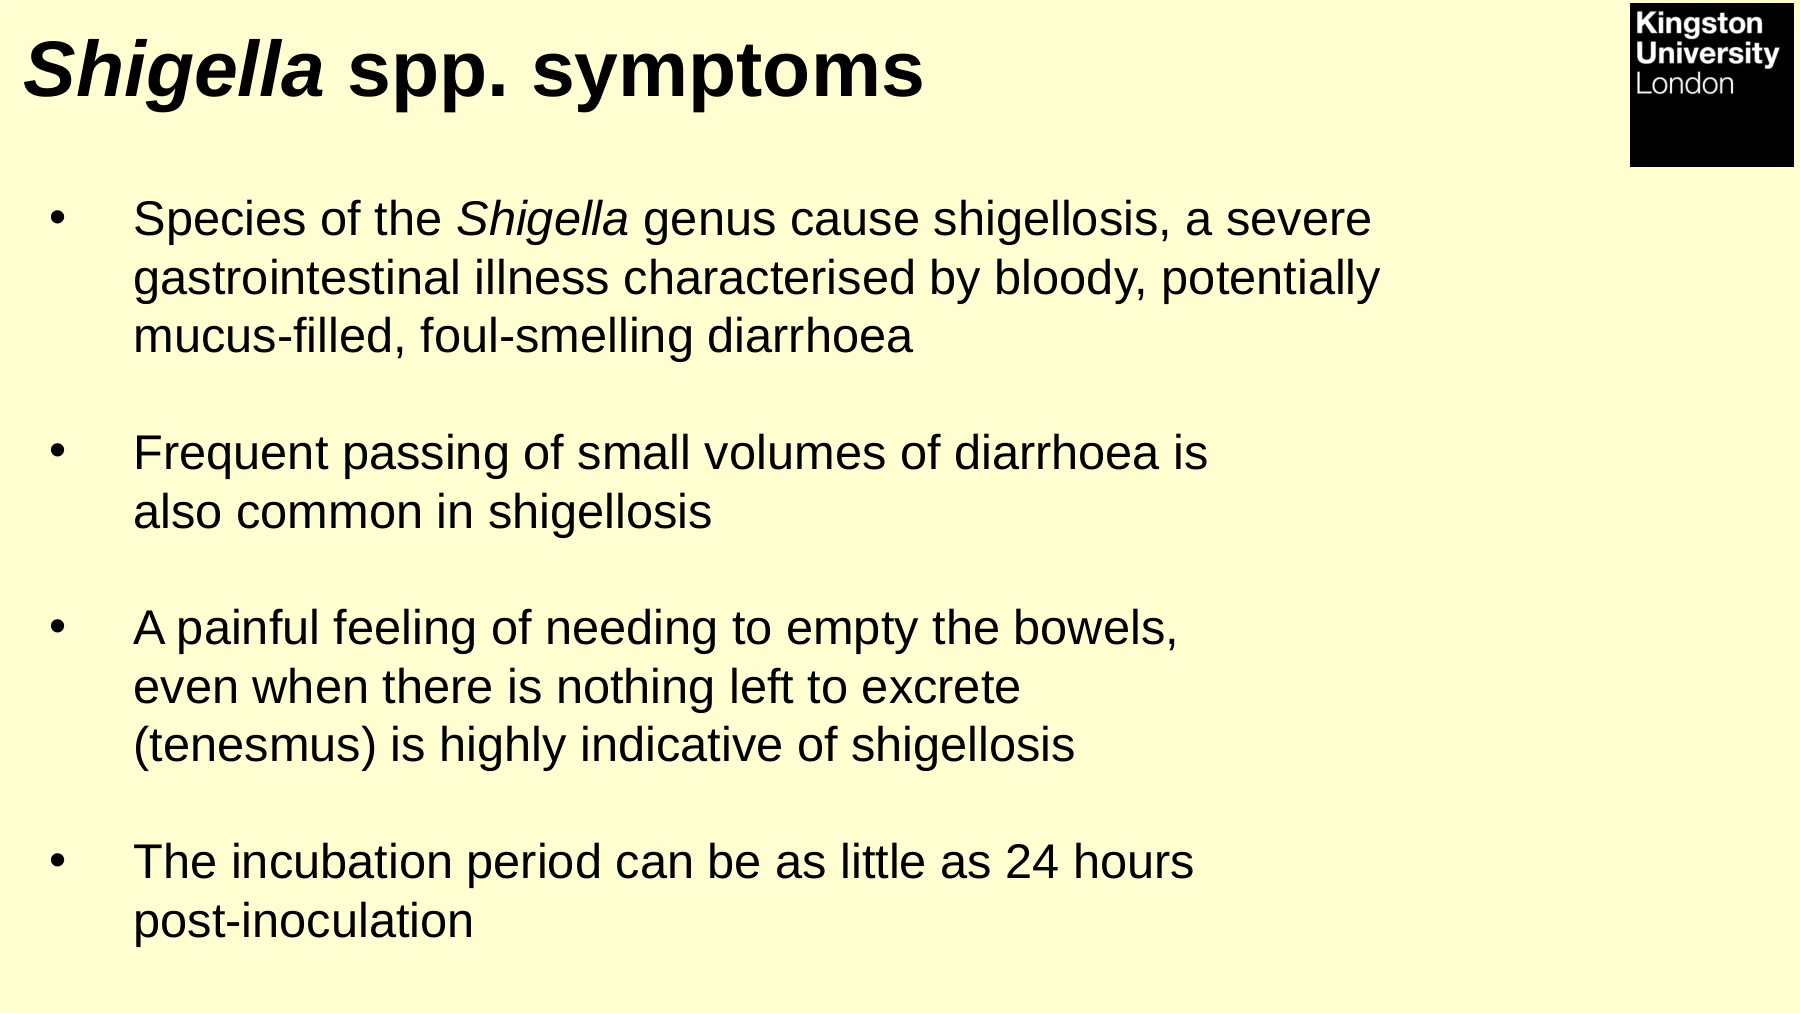 Shigella spp. symptoms
Kingston
University
London
• Species of the Shigella genus cause shigellosis, a severe
gastrointestinal illness characterised by bloody, potentially
mucus-filled, foul-smelling diarrhoea
• Frequent passing of small volumes of diarrhoea is
also common in shigellosis
• A painful feeling of needing to empty the bowels,
even when there is nothing left to excrete
(tenesmus) is highly indicative of shigellosis
• The incubation period can be as little as 24 hours
post-inoculation